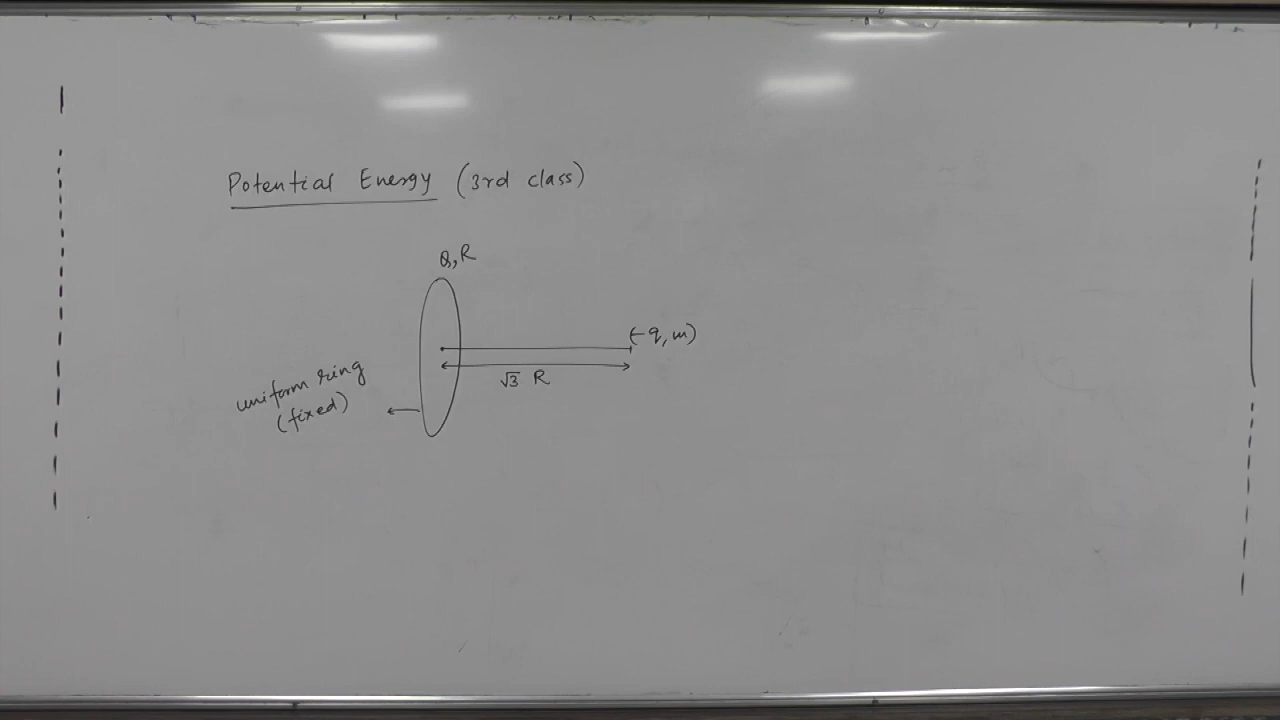 Potential Energy (3rd class)
Q, R
(-q, m)
√3 R
uniform ring
(fixed)